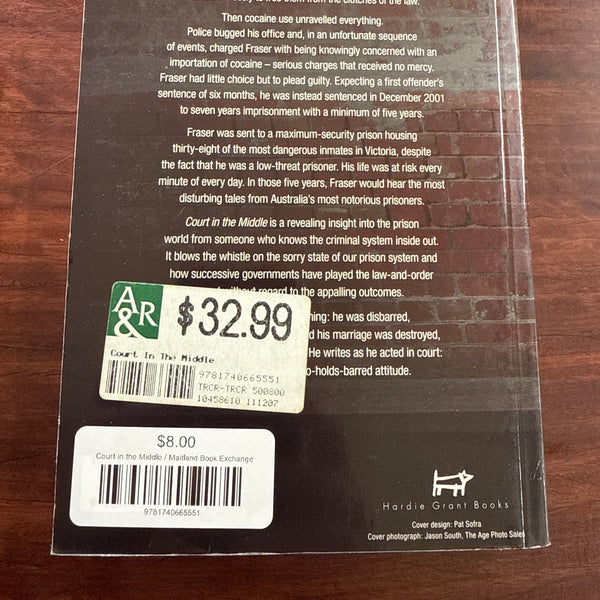 them from the clutches of the law.
Then cocaine use unravelled everything.
Police bugged his office and, in an unfortunate sequence
of events, charged Fraser with being knowingly concerned with an
importation of cocaine – serious charges that received no mercy.
Fraser had little choice but to plead guilty. Expecting a first offender's
sentence of six months, he was instead sentenced in December 2001
to seven years imprisonment with a minimum of five years.
Fraser was sent to a maximum-security prison housing
thirty-eight of the most dangerous inmates in Victoria, despite
the fact that he was a low-threat prisoner. His life was at risk every
minute of every day. In those five years, Fraser would hear the most
disturbing tales from Australia's most notorious prisoners.
Court in the Middle is a revealing insight into the prison
world from someone who knows the criminal system inside out.
It blows the whistle on the sorry state of our prison system and
how successive governments have played the law-and-order
without regard to the appalling outcomes.
he was disbarred,
his marriage was destroyed,
He writes as he acted in court:
-holds-barred attitude.
A&R
$32.99
Court In The Middle
9781740665551
TRCR-TRCR 500800
10458610 111207
$8.00
Court in the Middle / Maitland Book Exchange
9781740665551
Hardie Grant Books
Cover design: Pat Sofra
Cover photograph: Jason South, The Age Photo Sales